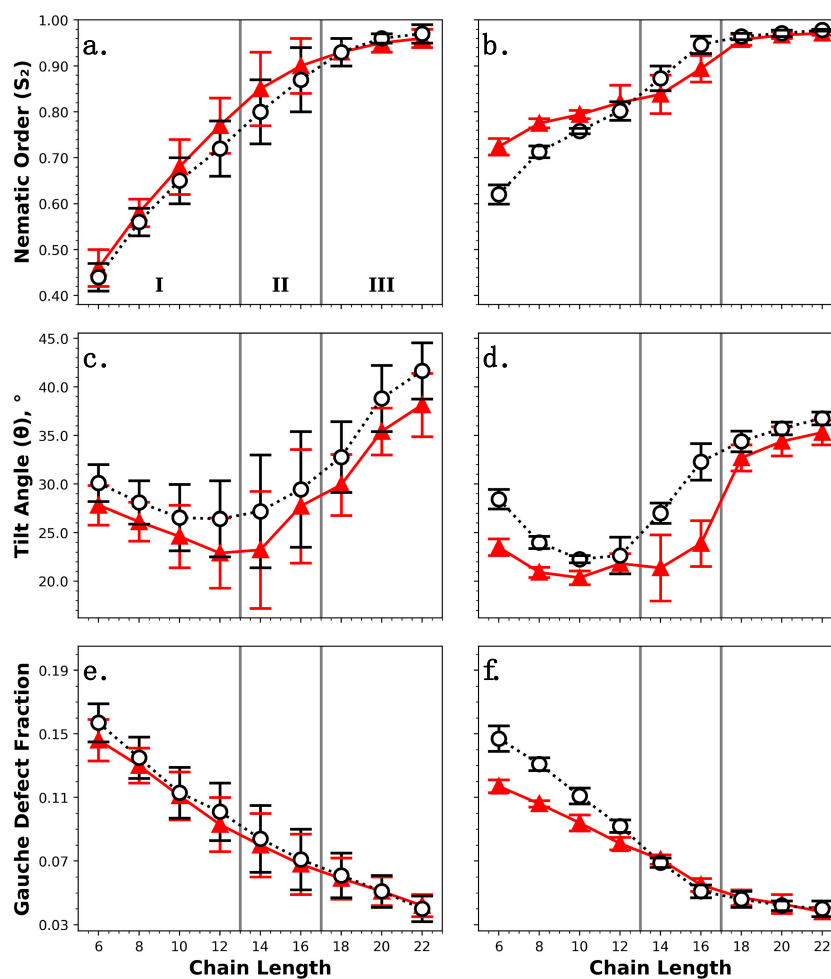 Nematic Order (S₂)
1.00
0.90
0.80
0.70
0.60
0.50
0.40
a.
I
II
III
b.
Tilt Angle (θ), °
45.0
40.0
35.0
30.0
25.0
20.0
c.
d.
Gauche Defect Fraction
0.19
0.15
0.11
0.07
0.03
e.
f.
6 8 10 12 14 16 18 20 22
6 8 10 12 14 16 18 20 22
Chain Length
Chain Length